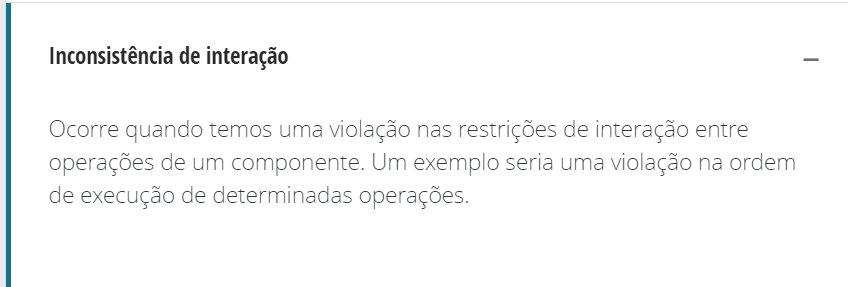 Inconsistência de interação
Ocorre quando temos uma violação nas restrições de interação entre
operações de um componente. Um exemplo seria uma violação na ordem
de execução de determinadas operações.